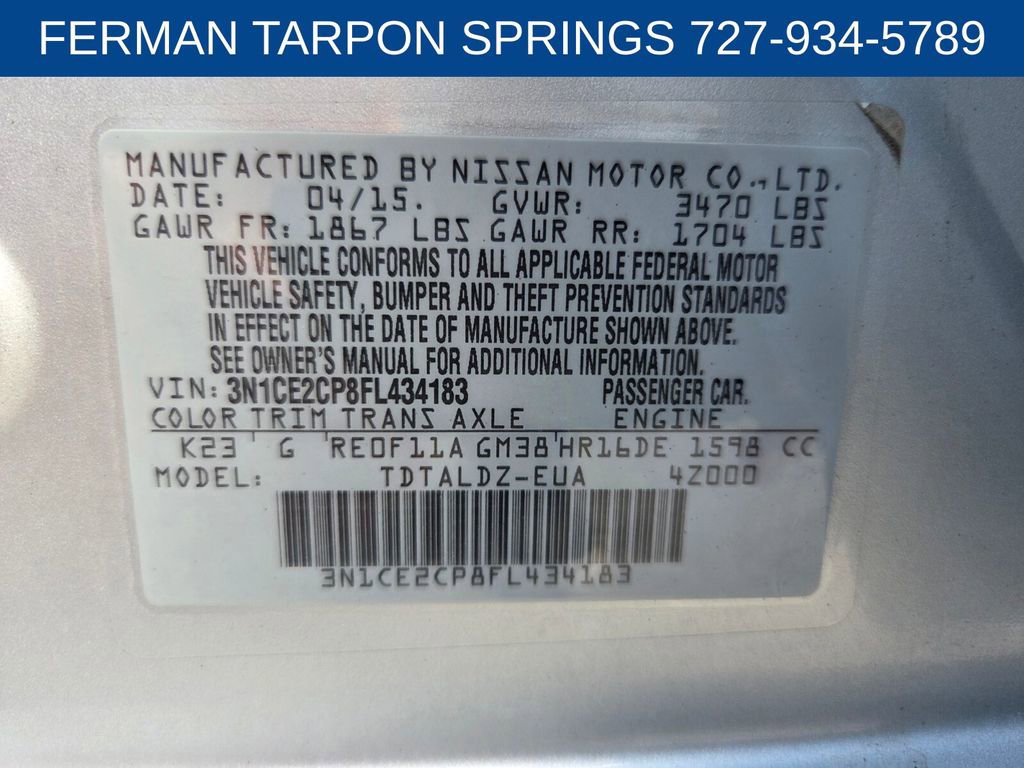 FERMAN TARPON SPRINGS 727-934-5789
MANUFACTURED BY NISSAN MOTOR CO., LTD.
DATE: 04/15. GVWR: 3470 LBS
GAWR FR: 1867 LBS GAWR RR: 1704 LBS
THIS VEHICLE CONFORMS TO ALL APPLICABLE FEDERAL MOTOR
VEHICLE SAFETY, BUMPER AND THEFT PREVENTION STANDARDS
IN EFFECT ON THE DATE OF MANUFACTURE SHOWN ABOVE.
SEE OWNER'S MANUAL FOR ADDITIONAL INFORMATION.
VIN: 3N1CE2CP8FL434183 PASSENGER CAR.
COLOR TRIM TRANS AXLE ENGINE
K23 G RE0F11A GM38 HR16DE 1598 CC
MODEL: TDTALDZ-EUA 4Z000
3N1CE2CP8FL434183